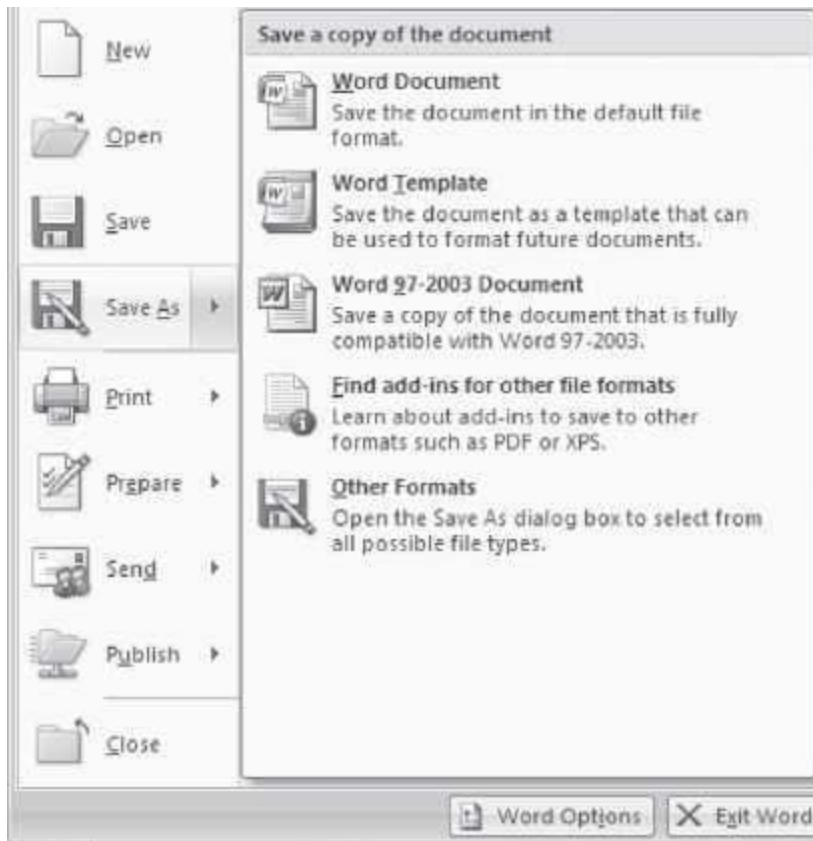 New
Open
Save
Save As
Print
Prepare
Send
Publish
Close
Save a copy of the document
Word Document
Save the document in the default file
format.
Word Template
Save the document as a template that can
be used to format future documents.
Word 97-2003 Document
Save a copy of the document that is fully
compatible with Word 97-2003.
Find add-ins for other file formats
Learn about add-ins to save to other
formats such as PDF or XPS.
Other Formats
Open the Save As dialog box to select from
all possible file types.
Word Options
Exit Word